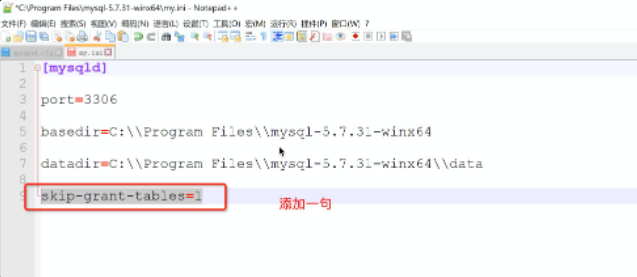 *C:\Program Files\mysql-5.7.31-winx64\my.ini - Notepad++
文件(F) 编辑(E) 搜索(S) 视图(V) 编码(N) 语言(L) 设置(T) 工具(O) 宏(M) 运行(R) 插件(P) 窗口(W) ?
my.ini
1 [mysqld]
2
3 port=3306
4
5 basedir=C:\\Program Files\\mysql-5.7.31-winx64
6
7 datadir=C:\\Program Files\\mysql-5.7.31-winx64\\data
8
9 skip-grant-tables=1
添加一句